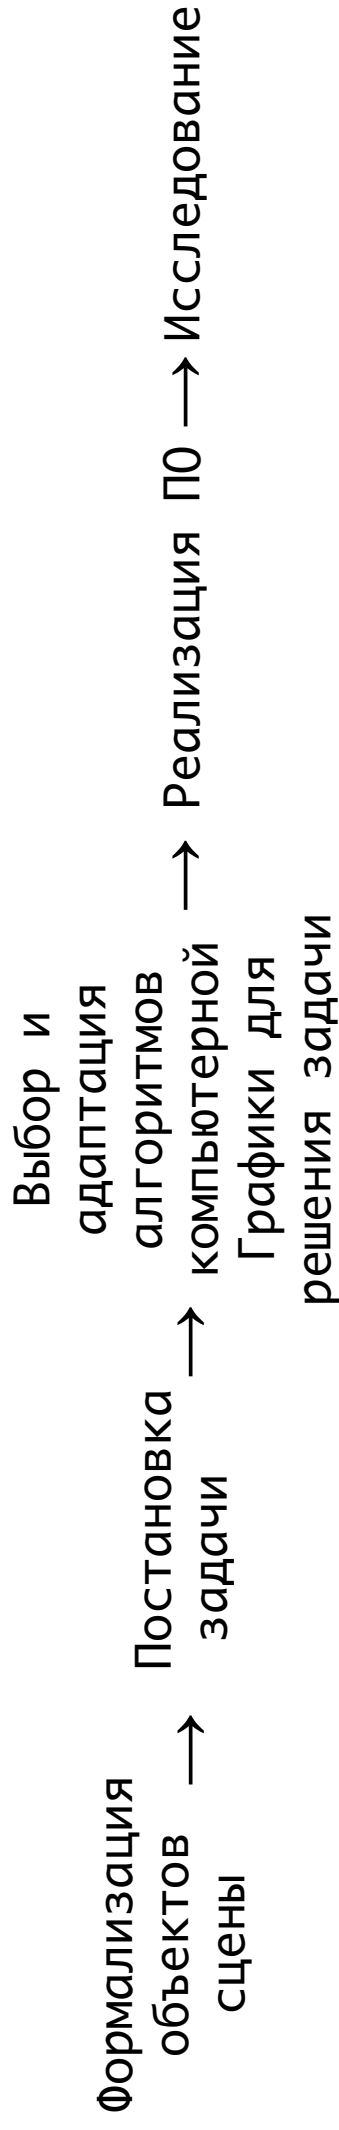 Формализация
объектов
сцены
→
Постановка
задачи
→
Выбор и
адаптация
алгоритмов
компьютерной
Графики для
решения задачи
→
Реализация ПО
→
Исследование